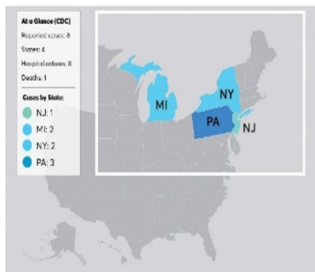 At a Glance (CDC)
Reported cases: 8
States: 4
Hospitalizations: 8
Deaths: 1
Cases by State:
NJ: 1
MI: 2
NY: 2
PA: 3
MI
NY
PA
NJ